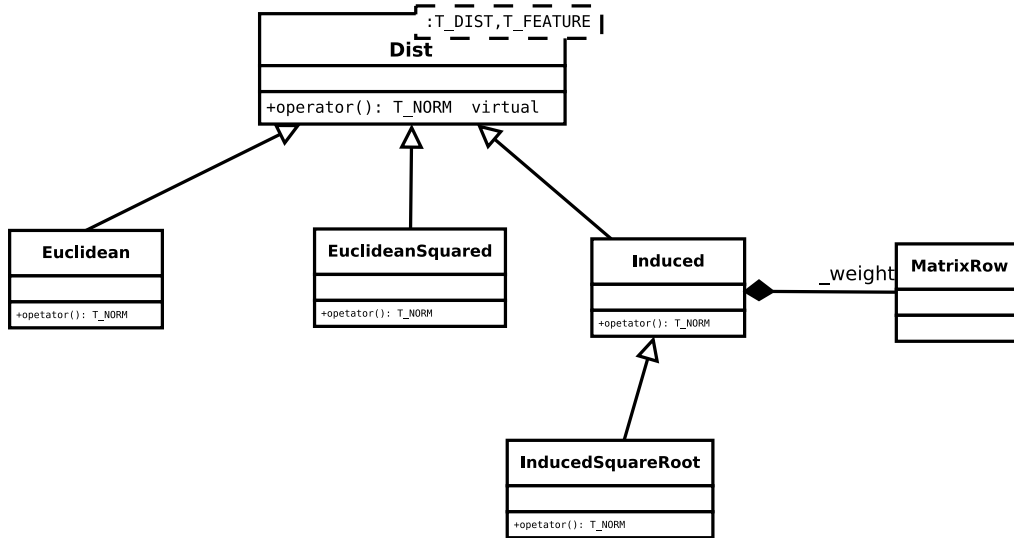 :T_DIST,T_FEATURE
Dist
+operator(): T_NORM  virtual
Euclidean
+opetator(): T_NORM
EuclideanSquared
+opetator(): T_NORM
Induced
+opetator(): T_NORM
_weight
MatrixRow
InducedSquareRoot
+opetator(): T_NORM